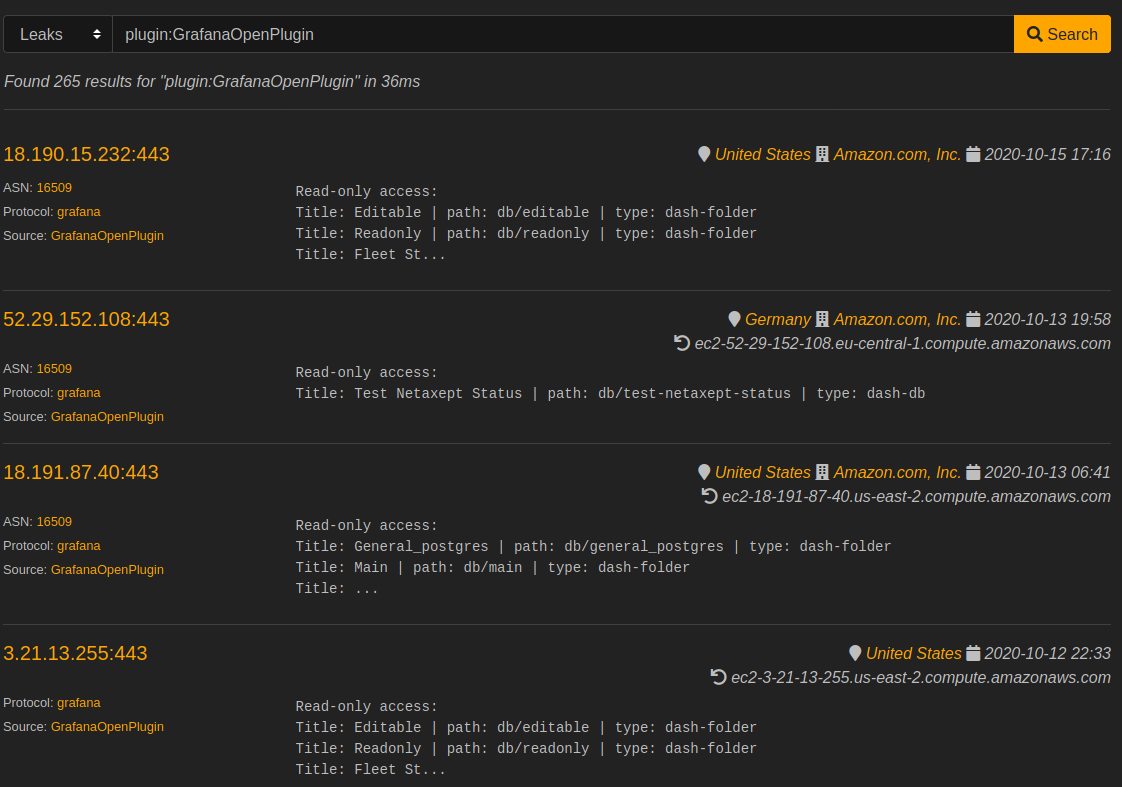 Leaks plugin:GrafanaOpenPlugin Search
Found 265 results for "plugin:GrafanaOpenPlugin" in 36ms
18.190.15.232:443 United States Amazon.com, Inc. 2020-10-15 17:16
ASN: 16509
Protocol: grafana
Source: GrafanaOpenPlugin
Read-only access:
Title: Editable | path: db/editable | type: dash-folder
Title: Readonly | path: db/readonly | type: dash-folder
Title: Fleet St...
52.29.152.108:443 Germany Amazon.com, Inc. 2020-10-13 19:58
ec2-52-29-152-108.eu-central-1.compute.amazonaws.com
ASN: 16509
Protocol: grafana
Source: GrafanaOpenPlugin
Read-only access:
Title: Test Netaxept Status | path: db/test-netaxept-status | type: dash-db
18.191.87.40:443 United States Amazon.com, Inc. 2020-10-13 06:41
ec2-18-191-87-40.us-east-2.compute.amazonaws.com
ASN: 16509
Protocol: grafana
Source: GrafanaOpenPlugin
Read-only access:
Title: General_postgres | path: db/general_postgres | type: dash-folder
Title: Main | path: db/main | type: dash-folder
Title: ...
3.21.13.255:443 United States 2020-10-12 22:33
ec2-3-21-13-255.us-east-2.compute.amazonaws.com
Protocol: grafana
Source: GrafanaOpenPlugin
Read-only access:
Title: Editable | path: db/editable | type: dash-folder
Title: Readonly | path: db/readonly | type: dash-folder
Title: Fleet St...